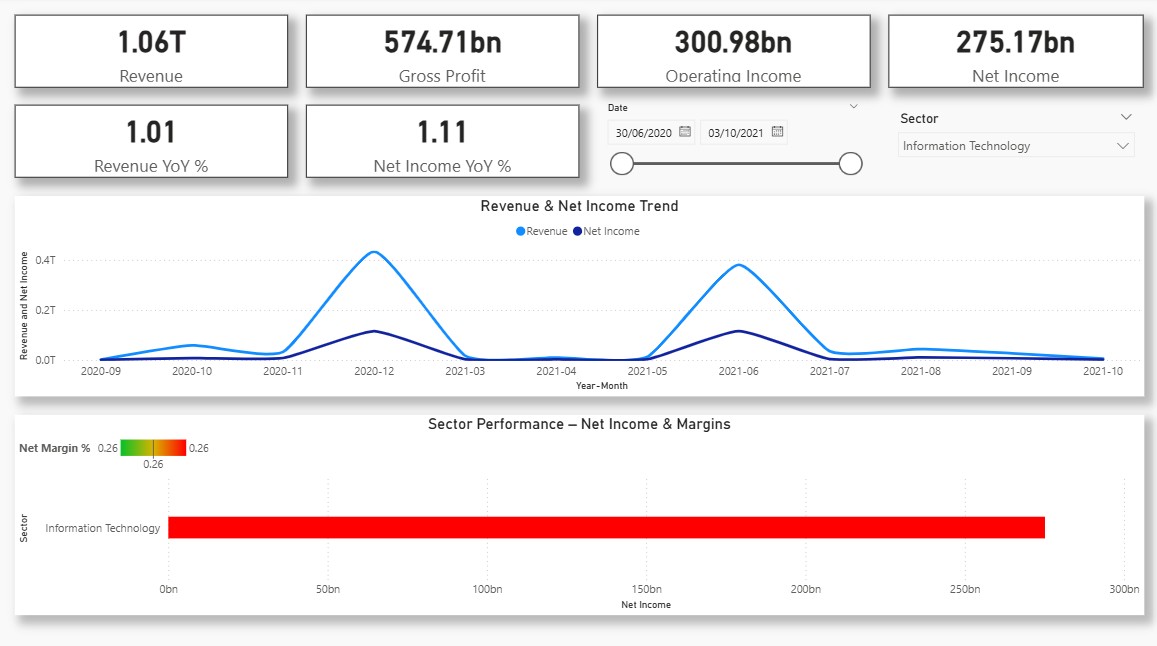 1.06T
Revenue
574.71bn
Gross Profit
300.98bn
Operating Income
275.17bn
Net Income
1.01
Revenue YoY %
1.11
Net Income YoY %
Date
30/06/2020 03/10/2021
Sector
Information Technology
Revenue & Net Income Trend
Revenue Net Income
Revenue and Net Income
0.4T
0.2T
0.0T
2020-09 2020-10 2020-11 2020-12 2021-03 2021-04 2021-05 2021-06 2021-07 2021-08 2021-09 2021-10
Year-Month
Sector Performance – Net Income & Margins
Net Margin % 0.26 0.26
0.26
Sector
Information Technology
0bn 50bn 100bn 150bn 200bn 250bn 300bn
Net Income